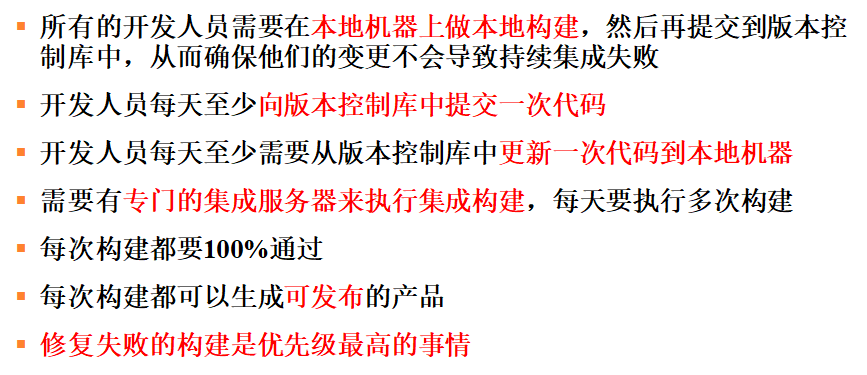 所有的开发人员需要在本地机器上做本地构建，然后再提交到版本控
制库中，从而确保他们的变更不会导致持续集成失败
开发人员每天至少向版本控制库中提交一次代码
开发人员每天至少需要从版本控制库中更新一次代码到本地机器
需要有专门的集成服务器来执行集成构建，每天要执行多次构建
每次构建都要100%通过
每次构建都可以生成可发布的产品
修复失败的构建是优先级最高的事情